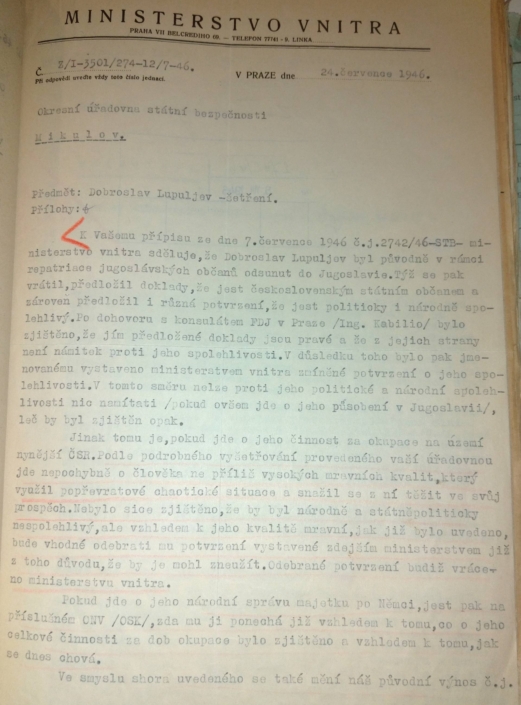 MINISTERSTVO VNITRA
PRAHA VII BELCREDIHO 69. — TELEFON 77741 - 8. LINKA
Č. Z/I-3501/274-12/7-46.
Při odpovědi uveďte vždy toto číslo jednací.
V PRAZE dne 24.července 1946.
Okresní úřadovna státní bezpečnosti
Mikulov.
Předmět: Dobroslav Lupuljev -šetření.
Přílohy:
K Vašemu přípisu ze dne 7.července 1946 č.j.2742/46-STB- mi-
nisterstvo vnitra sděluje,že Dobroslav Lupuljev byl původně v rámci
repatriace jugoslávských občanů odsunut do Jugoslavie.Týž se pak
vrátil,předložil doklady,že jest československým státním občanem a
zároven předložil i různá potvrzení,že jest politicky i národně spo-
lehlivý.Po dohovoru s konsulátem FDJ v Praze /Ing. Kabilio/ bylo
zjištěno,že jím předložené doklady jsou pravé a že z jejich strany
není námitek proti jeho spolehlivosti.V důsledku toho bylo pak jme-
novanému vystaveno ministerstvem vnitra zmíněné potvrzení o jeho spo-
lehlivosti.V tomto směru nelze proti jeho politické a národní spoleh-
livosti nic namítati /pokud ovšem jde o jeho působení v Jugoslavii/,
leč by byl zjištěn opak.
Jinak tomu je,pokud jde o jeho činnost za okupace na území
nynější ČSR.Podle podrobného vyšetřování provedeného vaší úřadovnou
jde nepochybně o člověka ne příliš vysokých mravních kvalit,který
využil popřevratové chaotické situace a snažil se z ní těžit ve svůj
prospěch.Nebylo sice zjištěno,že by byl národně a státněpoliticky
nespolehlivý,ale vzhledem k jeho kvalitě mravní,jak již bylo uvedeno,
bude vhodné odebrati mu potvrzení vystavené zdejším ministerstvem již
z toho důvodu,že by je mohl zneužít.Odebrané potvrzení budiž vráce-
no ministerstvu vnitra.
Pokud jde o jeho národní správu majetku po Němci,jest pak na
příslušném ONV /OSK/,zda mu ji ponechá již vzhledem k tomu,co o jeho
celkové činnosti za dob okupace bylo zjištěno a vzhledem k tomu,jak
se dnes chová.
Ve smyslu shora uvedeného se také mění náš původní výnos č.j.